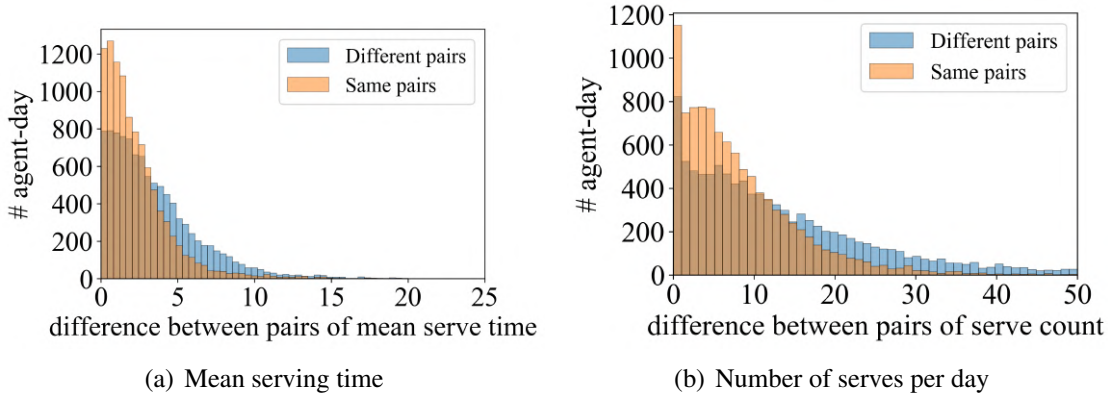 1200
1000
800
600
400
200
0
# agent-day
Different pairs
Same pairs
0 5 10 15 20 25
difference between pairs of mean serve time
(a) Mean serving time
1200
1000
800
600
400
200
0
# agent-day
Different pairs
Same pairs
0 10 20 30 40 50
difference between pairs of serve count
(b) Number of serves per day